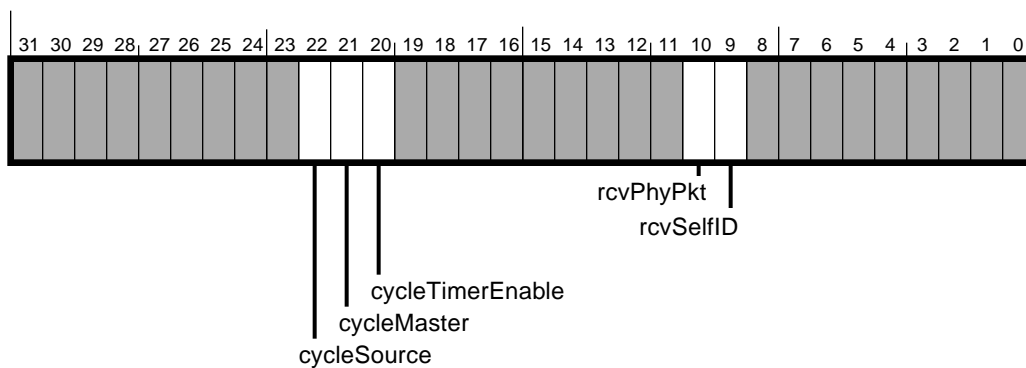 31 30 29 28 27 26 25 24 23 22 21 20 19 18 17 16 15 14 13 12 11 10 9 8 7 6 5 4 3 2 1 0
rcvPhyPkt
rcvSelfID
cycleTimerEnable
cycleMaster
cycleSource